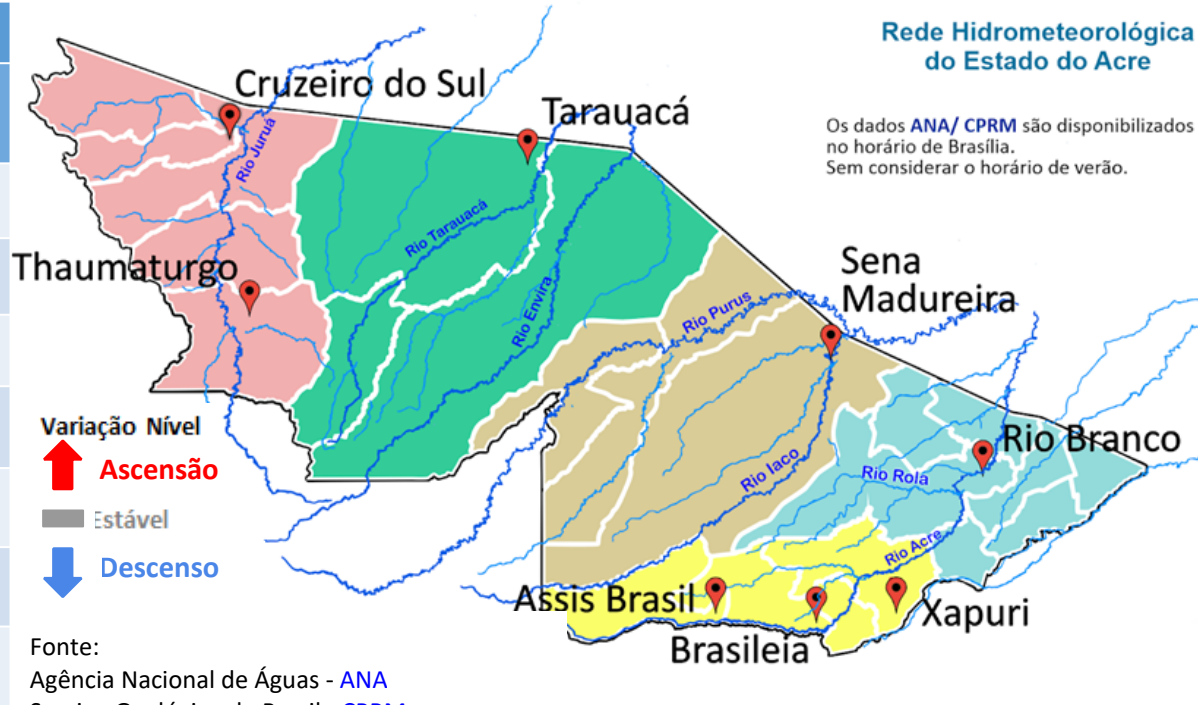 Rede Hidrometeorológica
do Estado do Acre
Os dados ANA/ CPRM são disponibilizados
no horário de Brasília.
Sem considerar o horário de verão.
Cruzeiro do Sul
Tarauacá
Rio Juruá
Rio Tarauacá
Thaumaturgo
Rio Envira
Sena
Madureira
Rio Purus
Variação Nível
Ascensão
Estável
Descenso
Rio Branco
Rio Iaco
Rio Rola
Rio Acre
Assis Brasil
Brasileia
Xapuri
Fonte:
Agência Nacional de Águas - ANA